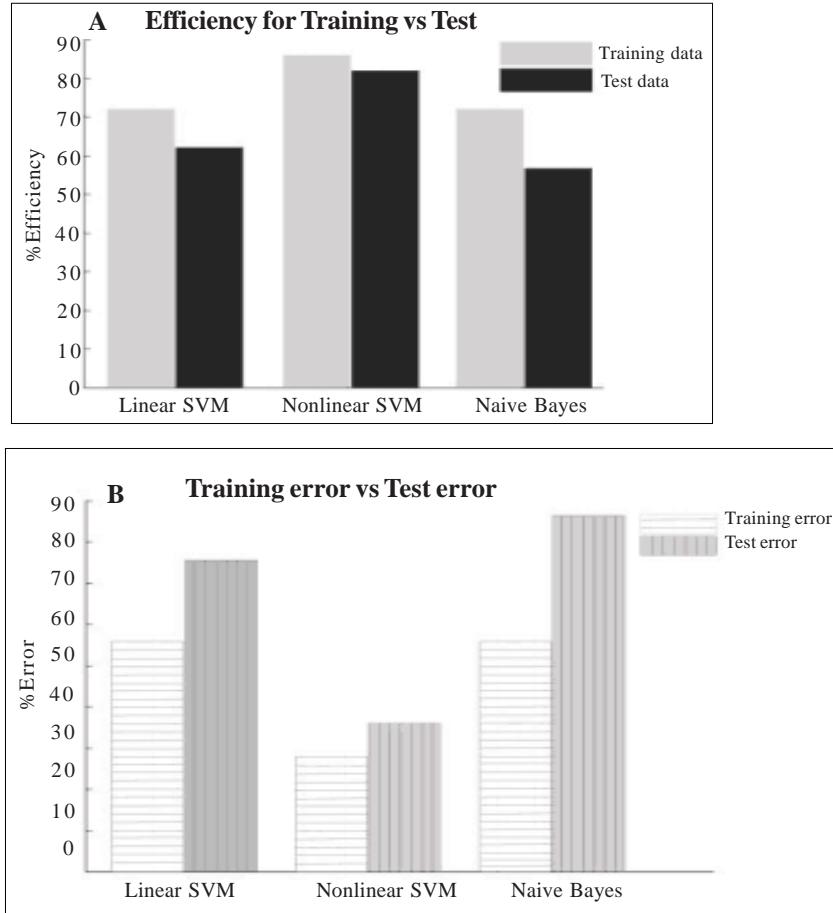 A Efficiency for Training vs Test
Training data
Test data
%Efficiency
90
80
70
60
50
40
30
20
10
0
Linear SVM Nonlinear SVM Naive Bayes
B Training error vs Test error
Training error
Test error
%Error
90
80
70
60
50
40
30
20
10
0
Linear SVM Nonlinear SVM Naive Bayes